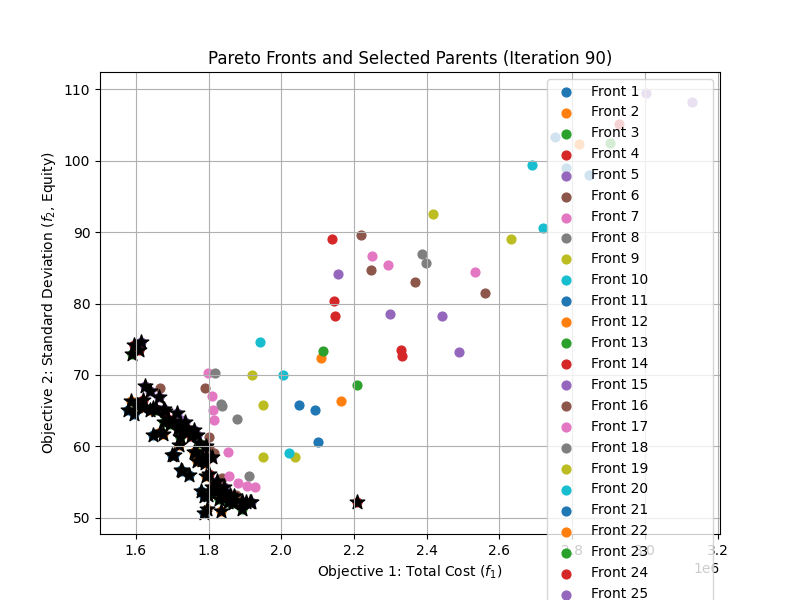 Pareto Fronts and Selected Parents (Iteration 90)
Objective 2: Standard Deviation (f₂, Equity)
110
100
90
80
70
60
50
1.6
1.8
2.0
2.2
2.4
2.6
2.8
3.0
3.2
1e6
Objective 1: Total Cost (f₁)
Front 1
Front 2
Front 3
Front 4
Front 5
Front 6
Front 7
Front 8
Front 9
Front 10
Front 11
Front 12
Front 13
Front 14
Front 15
Front 16
Front 17
Front 18
Front 19
Front 20
Front 21
Front 22
Front 23
Front 24
Front 25